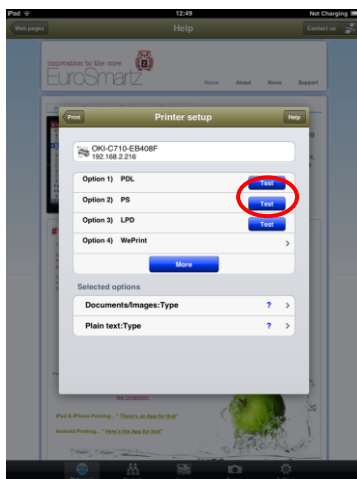 iPad 12:49 Not Charging
Web pages Help Contact us
innovation to the core
EuroSmartz
Home About News Support
Print Printer setup Help
OKI-C710-EB408F
192.168.2.216
Option 1) PDL Test
Option 2) PS Test
Option 3) LPD Test
Option 4) WePrint >
More
Selected options
Documents/Images:Type ? >
Plain text:Type ? >
iPad & iPhone Printing... "There's an App for that"
Android Printing... "Here's the App for that"